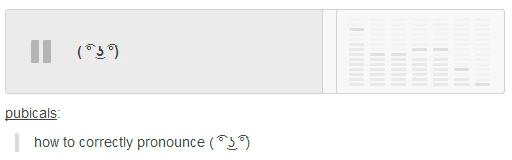 ( ͡° ͜ʖ ͡°)
pubicals:
how to correctly pronounce ( ͡° ͜ʖ ͡°)